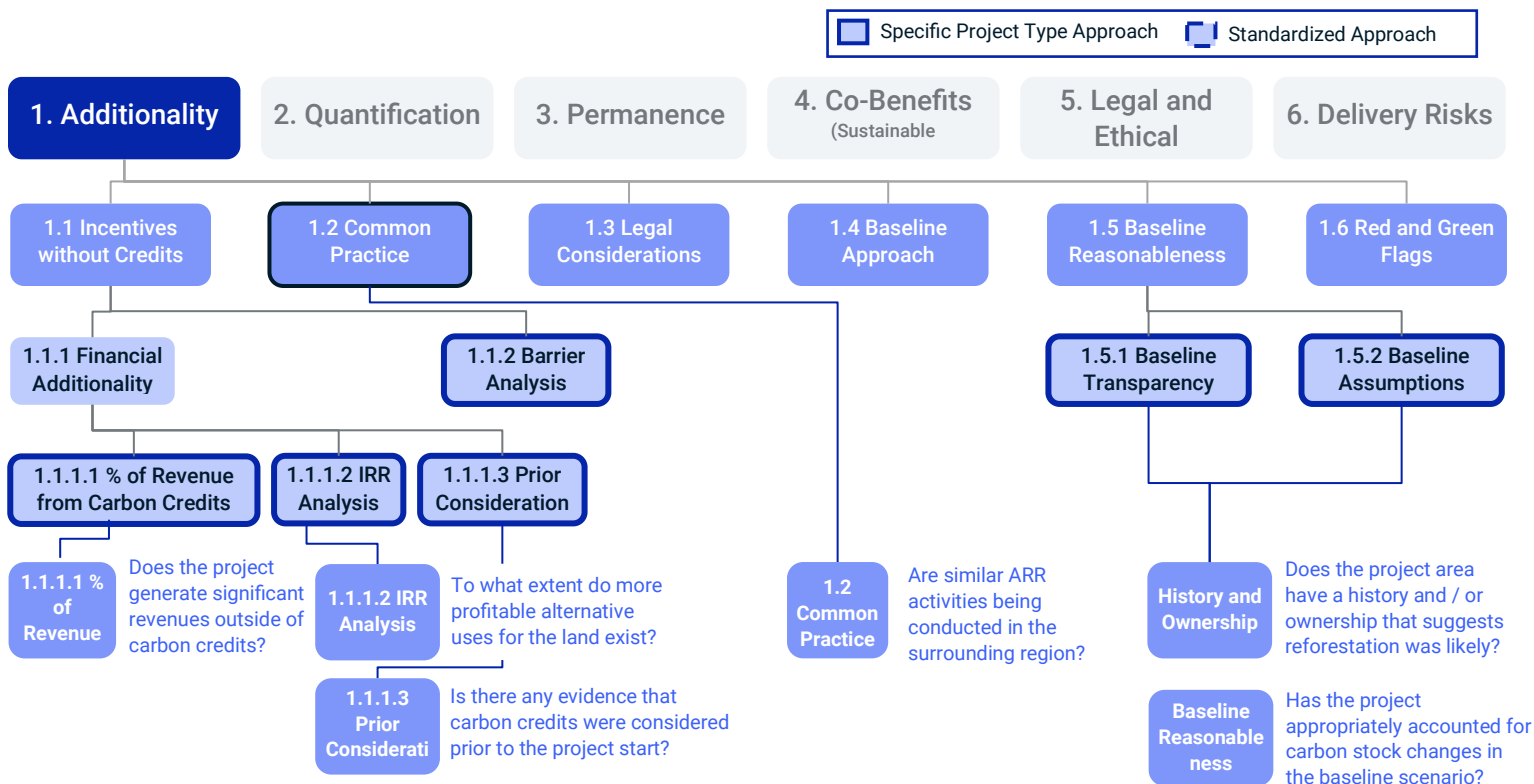 Specific Project Type Approach
Standardized Approach
1. Additionality
2. Quantification
3. Permanence
4. Co-Benefits
(Sustainable
5. Legal and
Ethical
6. Delivery Risks
1.1 Incentives
without Credits
1.2 Common
Practice
1.3 Legal
Considerations
1.4 Baseline
Approach
1.5 Baseline
Reasonableness
1.6 Red and Green
Flags
1.1.1 Financial
Additionality
1.1.2 Barrier
Analysis
1.5.1 Baseline
Transparency
1.5.2 Baseline
Assumptions
1.1.1.1 % of Revenue
from Carbon Credits
1.1.1.2 IRR
Analysis
1.1.1.3 Prior
Consideration
1.1.1.1 %
of
Revenue
Does the project
generate significant
revenues outside of
carbon credits?
1.1.1.2 IRR
Analysis
To what extent do more
profitable alternative
uses for the land exist?
1.2
Common
Practice
Are similar ARR
activities being
conducted in the
surrounding region?
History and
Ownership
Does the project area
have a history and / or
ownership that suggests
reforestation was likely?
1.1.1.3
Prior
Considerati
Is there any evidence that
carbon credits were considered
prior to the project start?
Baseline
Reasonable
ness
Has the project
appropriately accounted for
carbon stock changes in
the baseline scenario?